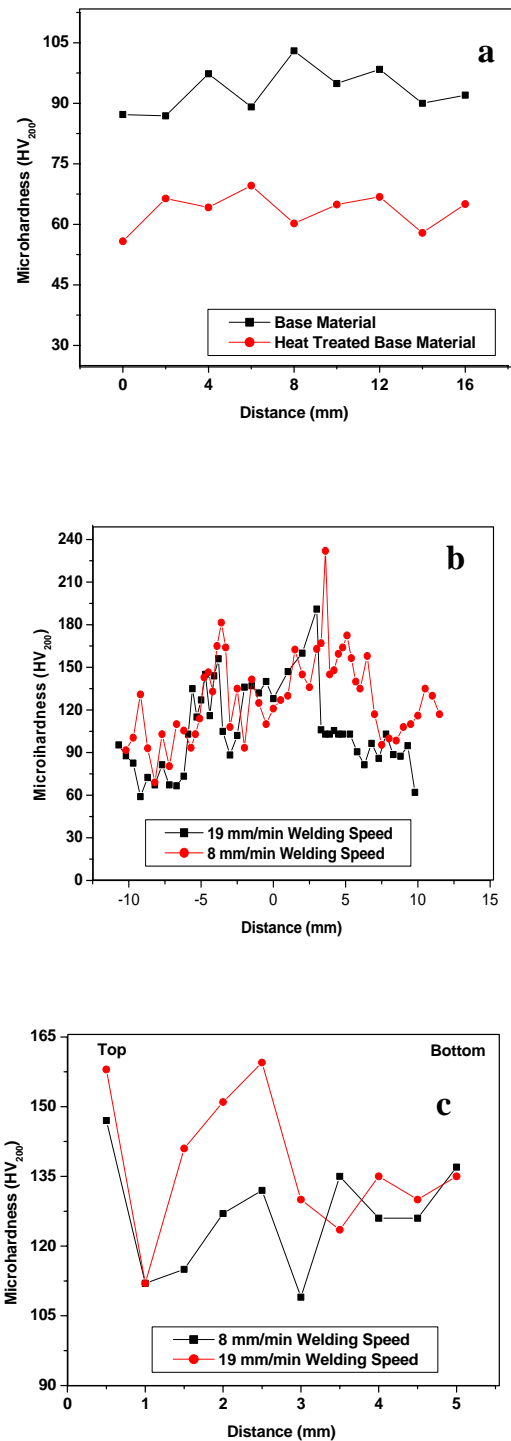 a
105
90
75
60
45
30
Microhardness (HV200)
Base Material
Heat Treated Base Material
0 4 8 12 16
Distance (mm)
b
240
210
180
150
120
90
60
30
0
Microihardness (HV200)
19 mm/min Welding Speed
8 mm/min Welding Speed
-10 -5 0 5 10 15
Distance (mm)
165
150
135
120
105
90
Top Bottom
c
Microhardness (HV200)
8 mm/min Welding Speed
19 mm/min Welding Speed
0 1 2 3 4 5
Distance (mm)